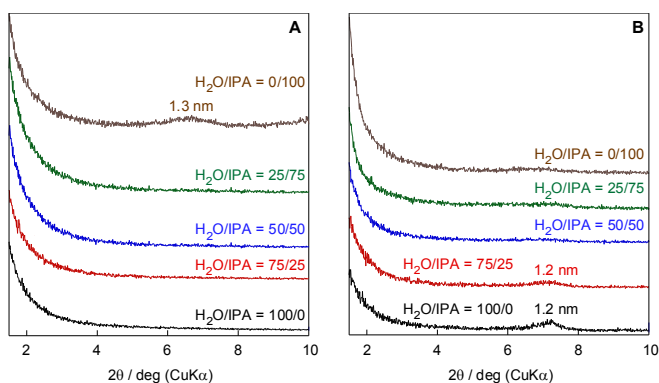 A
H₂O/IPA = 0/100
1.3 nm
H₂O/IPA = 25/75
H₂O/IPA = 50/50
H₂O/IPA = 75/25
H₂O/IPA = 100/0
2 4 6 8 10
2θ / deg (CuKα)
B
H₂O/IPA = 0/100
H₂O/IPA = 25/75
H₂O/IPA = 50/50
H₂O/IPA = 75/25 1.2 nm
H₂O/IPA = 100/0 1.2 nm
2 4 6 8 10
2θ / deg (CuKα)